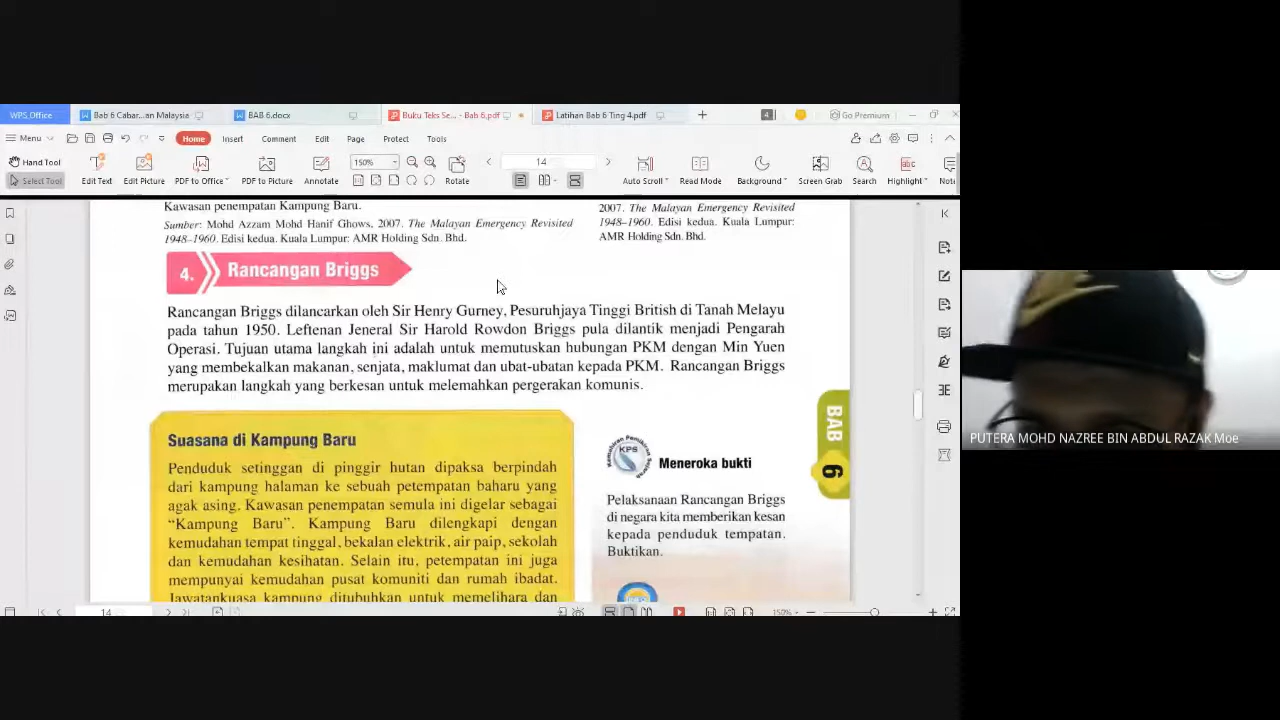 WPS Office
Bab 6 Cabar...an Malaysia
BAB 6.docx
Buku Teks Se... - Bab 6.pdf
Latihan Bab 6 Ting 4.pdf
4
Go Premium
Menu
Home
Insert
Comment
Edit
Page
Protect
Tools
Hand Tool
Select Tool
Edit Text
Edit Picture
PDF to Office
PDF to Picture
Annotate
150%
Rotate
14
Auto Scroll
Read Mode
Background
Screen Grab
Search
Highlight
Kawasan penempatan Kampung Baru.
Sumber: Mohd Azzam Mohd Hanif Ghows, 2007. The Malayan Emergency Revisited
1948–1960. Edisi kedua. Kuala Lumpur: AMR Holding Sdn. Bhd.
2007. The Malayan Emergency Revisited
1948–1960. Edisi kedua. Kuala Lumpur:
AMR Holding Sdn. Bhd.
4. Rancangan Briggs
Rancangan Briggs dilancarkan oleh Sir Henry Gurney, Pesuruhjaya Tinggi British di Tanah Melayu
pada tahun 1950. Leftenan Jeneral Sir Harold Rowdon Briggs pula dilantik menjadi Pengarah
Operasi. Tujuan utama langkah ini adalah untuk memutuskan hubungan PKM dengan Min Yuen
yang membekalkan makanan, senjata, maklumat dan ubat-ubatan kepada PKM. Rancangan Briggs
merupakan langkah yang berkesan untuk melemahkan pergerakan komunis.
Suasana di Kampung Baru
Penduduk setinggan di pinggir hutan dipaksa berpindah
dari kampung halaman ke sebuah petempatan baharu yang
agak asing. Kawasan penempatan semula ini digelar sebagai
“Kampung Baru”. Kampung Baru dilengkapi dengan
kemudahan tempat tinggal, bekalan elektrik, air paip, sekolah
dan kemudahan kesihatan. Selain itu, petempatan ini juga
mempunyai kemudahan pusat komuniti dan rumah ibadat.
Jawatankuasa kampung ditubuhkan untuk memelihara dan
KPS
Meneroka bukti
Pelaksanaan Rancangan Briggs
di negara kita memberikan kesan
kepada penduduk tempatan.
Buktikan.
BAB
6
14
150%
PUTERA MOHD NAZREE BIN ABDUL RAZAK Moe